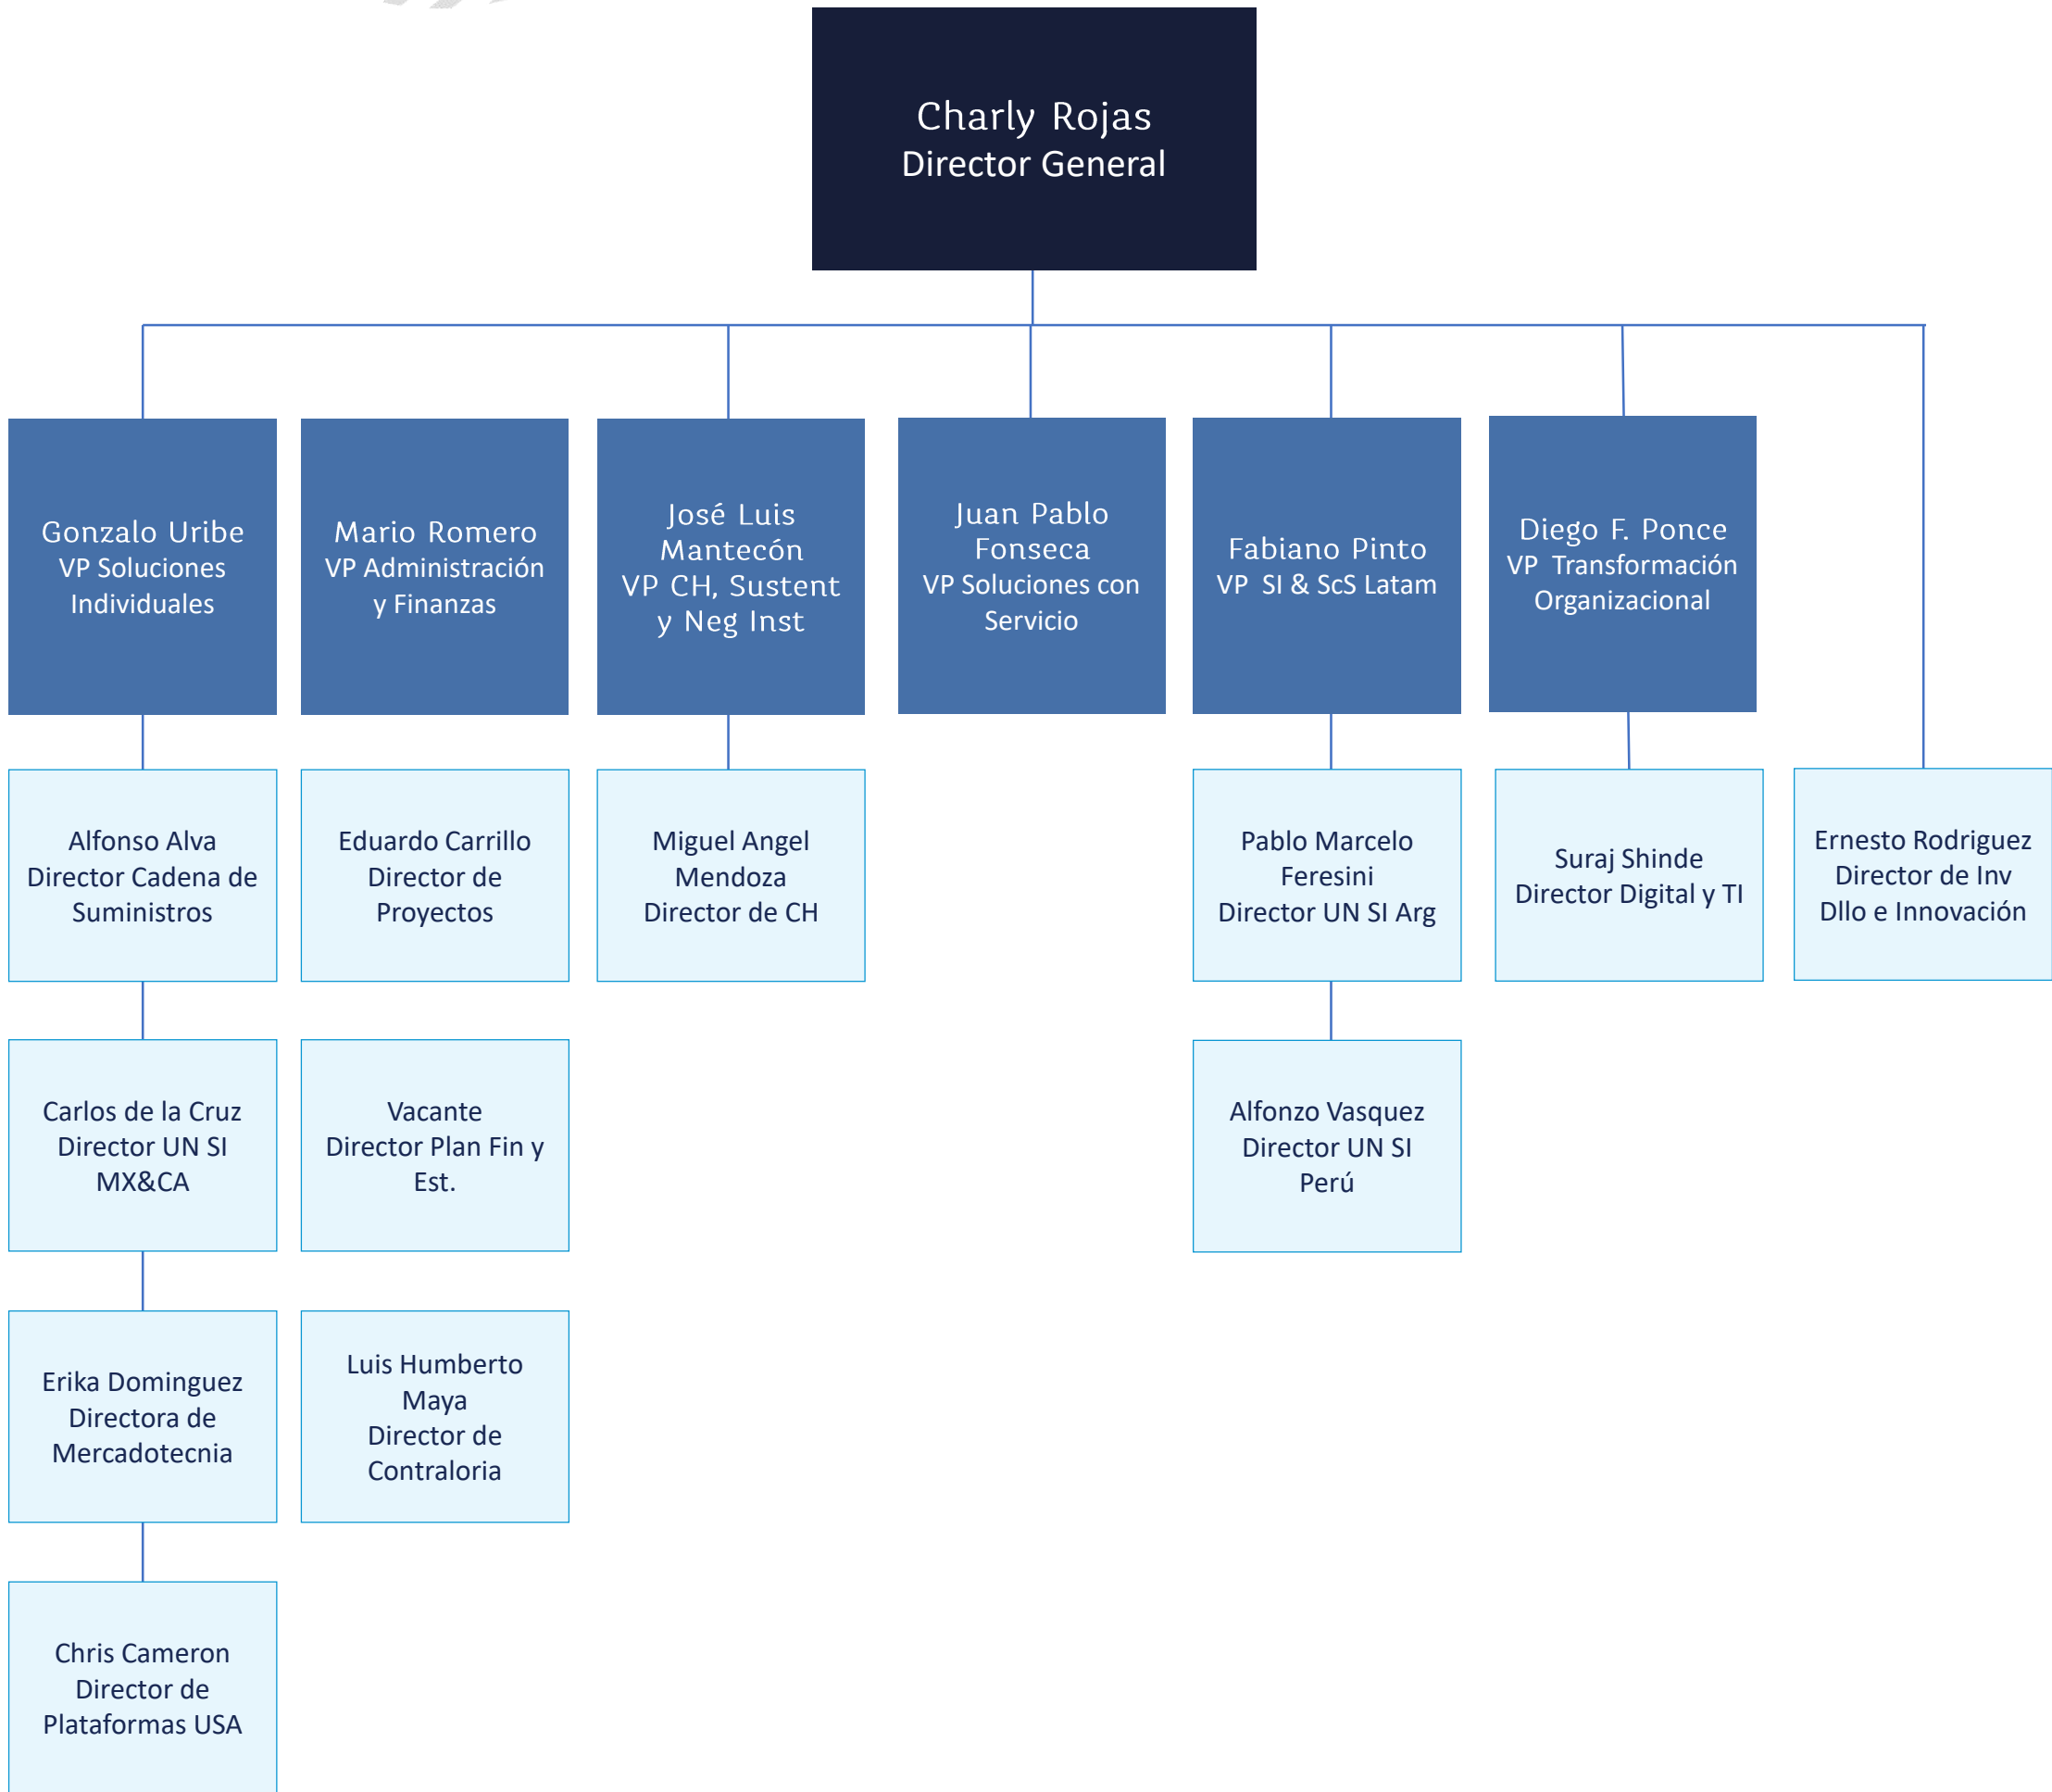 Charly Rojas
Director General
Gonzalo Uribe
VP Soluciones
Individuales
Mario Romero
VP Administración
y Finanzas
José Luis
Mantecón
VP CH, Sustent
y Neg Inst
Juan Pablo
Fonseca
VP Soluciones con
Servicio
Fabiano Pinto
VP SI & ScS Latam
Diego F. Ponce
VP Transformación
Organizacional
Alfonso Alva
Director Cadena de
Suministros
Eduardo Carrillo
Director de
Proyectos
Miguel Angel
Mendoza
Director de CH
Pablo Marcelo
Feresini
Director UN SI Arg
Suraj Shinde
Director Digital y TI
Ernesto Rodriguez
Director de Inv
Dllo e Innovación
Carlos de la Cruz
Director UN SI
MX&CA
Vacante
Director Plan Fin y
Est.
Alfonzo Vasquez
Director UN SI
Perú
Erika Dominguez
Directora de
Mercadotecnia
Luis Humberto
Maya
Director de
Contraloria
Chris Cameron
Director de
Plataformas USA